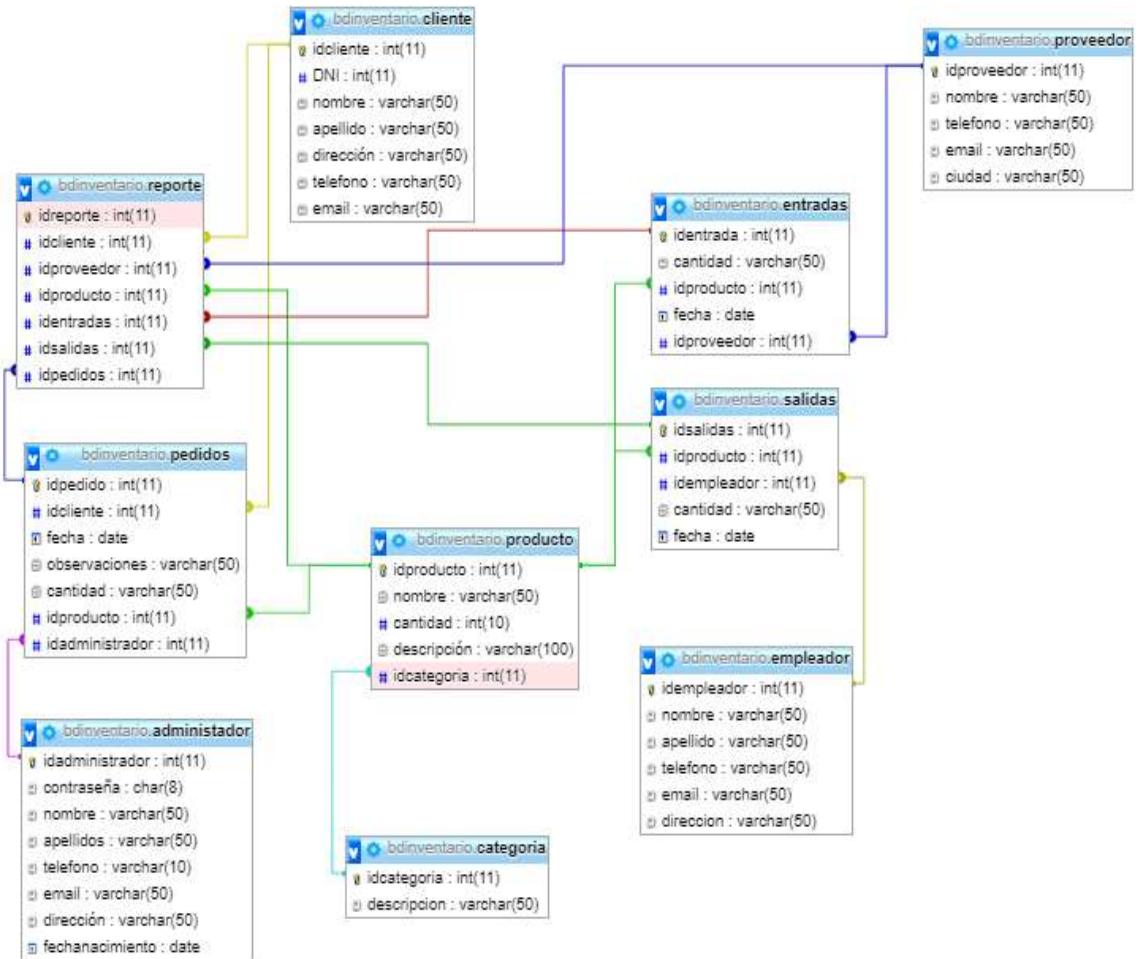 bdinventario.cliente
idcliente : int(11)
DNI : int(11)
nombre : varchar(50)
apellido : varchar(50)
dirección : varchar(50)
telefono : varchar(50)
email : varchar(50)
bdinventario.proveedor
idproveedor : int(11)
nombre : varchar(50)
telefono : varchar(50)
email : varchar(50)
ciudad : varchar(50)
bdinventario.reporte
idreporte : int(11)
idcliente : int(11)
idproveedor : int(11)
idproducto : int(11)
identradas : int(11)
idsalidas : int(11)
idpedidos : int(11)
bdinventario.entradas
identrada : int(11)
cantidad : varchar(50)
idproducto : int(11)
fecha : date
idproveedor : int(11)
bdinventario.salidas
idsalidas : int(11)
idproducto : int(11)
idempleador : int(11)
cantidad : varchar(50)
fecha : date
bdinventario.pedidos
idpedido : int(11)
idcliente : int(11)
fecha : date
observaciones : varchar(50)
cantidad : varchar(50)
idproducto : int(11)
idadministrador : int(11)
bdinventario.producto
idproducto : int(11)
nombre : varchar(50)
cantidad : int(10)
descripción : varchar(100)
idcategoria : int(11)
bdinventario.empleador
idempleador : int(11)
nombre : varchar(50)
apellido : varchar(50)
telefono : varchar(50)
email : varchar(50)
direccion : varchar(50)
bdinventario.administador
idadministrador : int(11)
contraseña : char(8)
nombre : varchar(50)
apellidos : varchar(50)
telefono : varchar(10)
email : varchar(50)
dirección : varchar(50)
fechanacimiento : date
bdinventario.categoria
idcategoria : int(11)
descripcion : varchar(50)